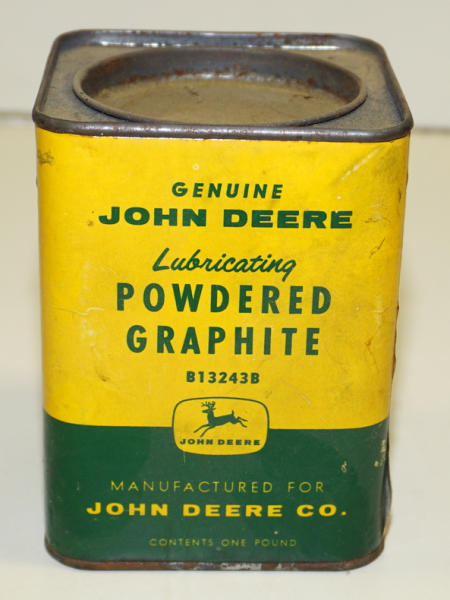 GENUINE
JOHN DEERE
Lubricating
POWDERED
GRAPHITE
B13243B
JOHN DEERE
MANUFACTURED FOR
JOHN DEERE CO.
CONTENTS ONE POUND